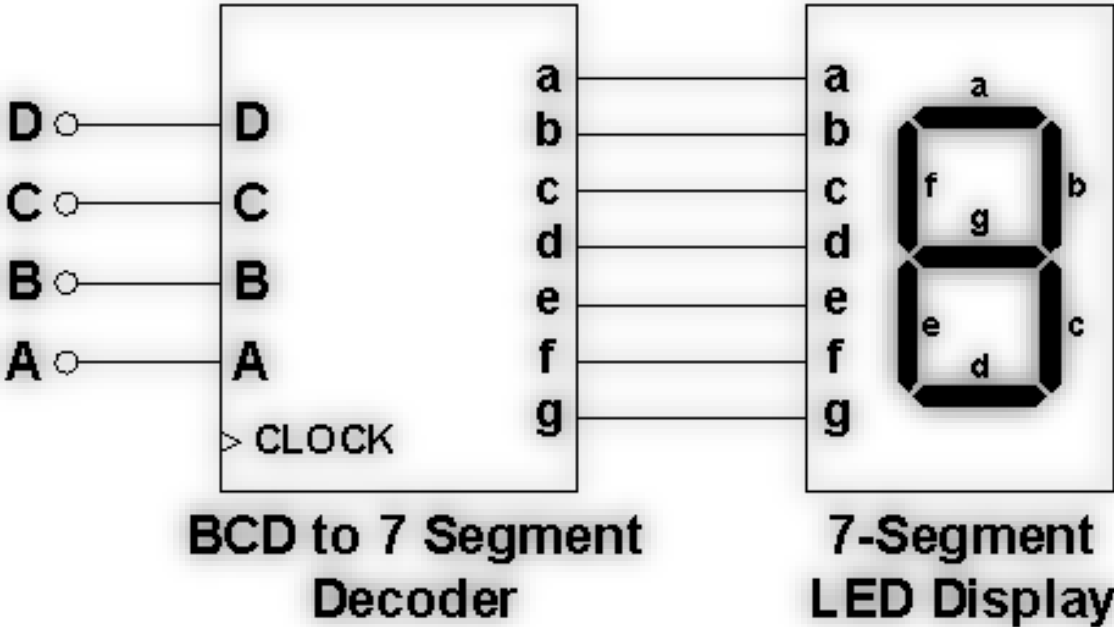 D
C
B
A
D
C
B
A
CLOCK
a
b
c
d
e
f
g
BCD to 7 Segment
Decoder
a
b
c
d
e
f
g
a
f
b
g
e
c
d
7-Segment
LED Display